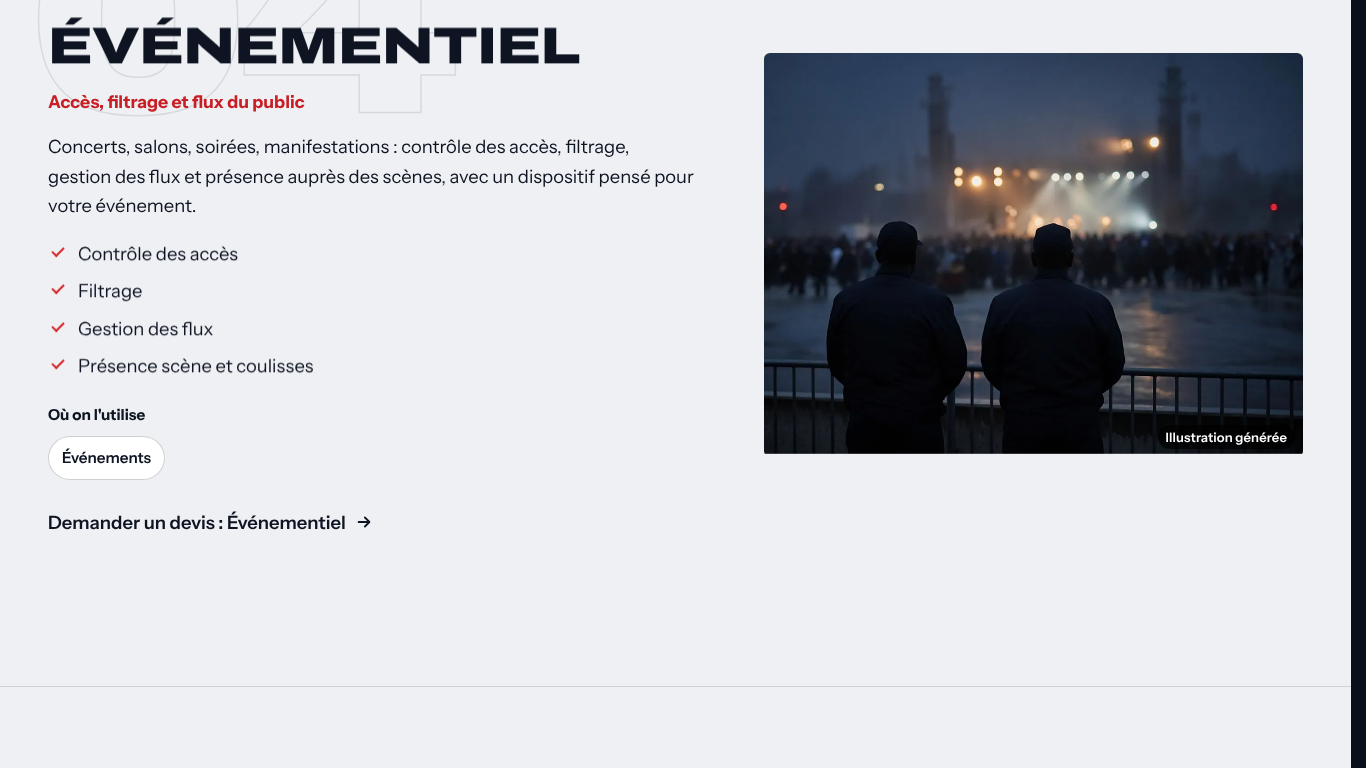 04
ÉVÉNEMENTIEL
Accès, filtrage et flux du public
Concerts, salons, soirées, manifestations : contrôle des accès, filtrage,
gestion des flux et présence auprès des scènes, avec un dispositif pensé pour
votre événement.
Contrôle des accès
Filtrage
Gestion des flux
Présence scène et coulisses
Où on l'utilise
Événements
Demander un devis : Événementiel →
Illustration générée